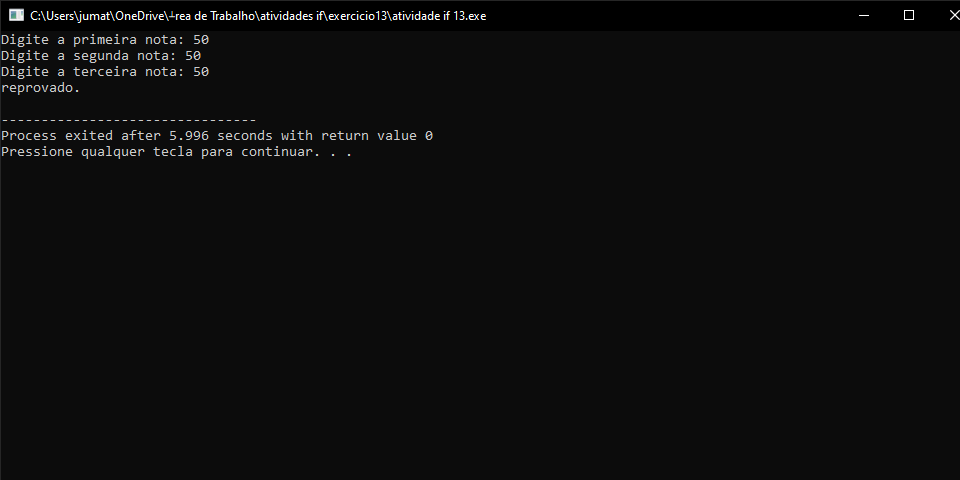 C:\Users\jumat\OneDrive\┴rea de Trabalho\atividades if\exercicio13\atividade if 13.exe
Digite a primeira nota: 50
Digite a segunda nota: 50
Digite a terceira nota: 50
reprovado.
--------------------------------
Process exited after 5.996 seconds with return value 0
Pressione qualquer tecla para continuar. . .